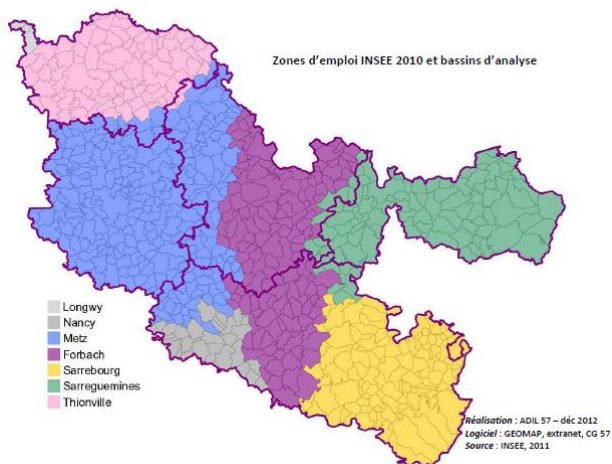 Zones d'emploi INSEE 2010 et bassins d'analyse
Longwy
Nancy
Metz
Forbach
Sarrebourg
Sarreguemines
Thionville
Réalisation : ADIL 57 – déc 2012
Logiciel : GEOMAP, extranet, CG 57
Source : INSEE, 2011